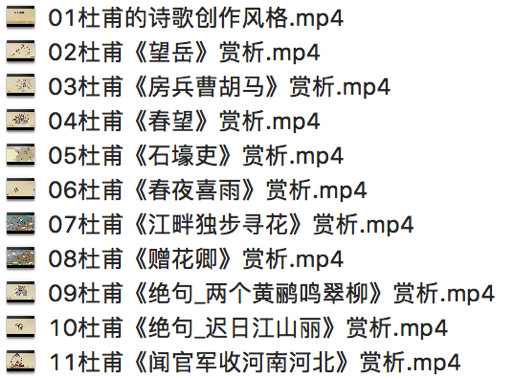 01杜甫的诗歌创作风格.mp4
02杜甫《望岳》赏析.mp4
03杜甫《房兵曹胡马》赏析.mp4
04杜甫《春望》赏析.mp4
05杜甫《石壕吏》赏析.mp4
06杜甫《春夜喜雨》赏析.mp4
07杜甫《江畔独步寻花》赏析.mp4
08杜甫《赠花卿》赏析.mp4
09杜甫《绝句_两个黄鹂鸣翠柳》赏析.mp4
10杜甫《绝句_迟日江山丽》赏析.mp4
11杜甫《闻官军收河南河北》赏析.mp4